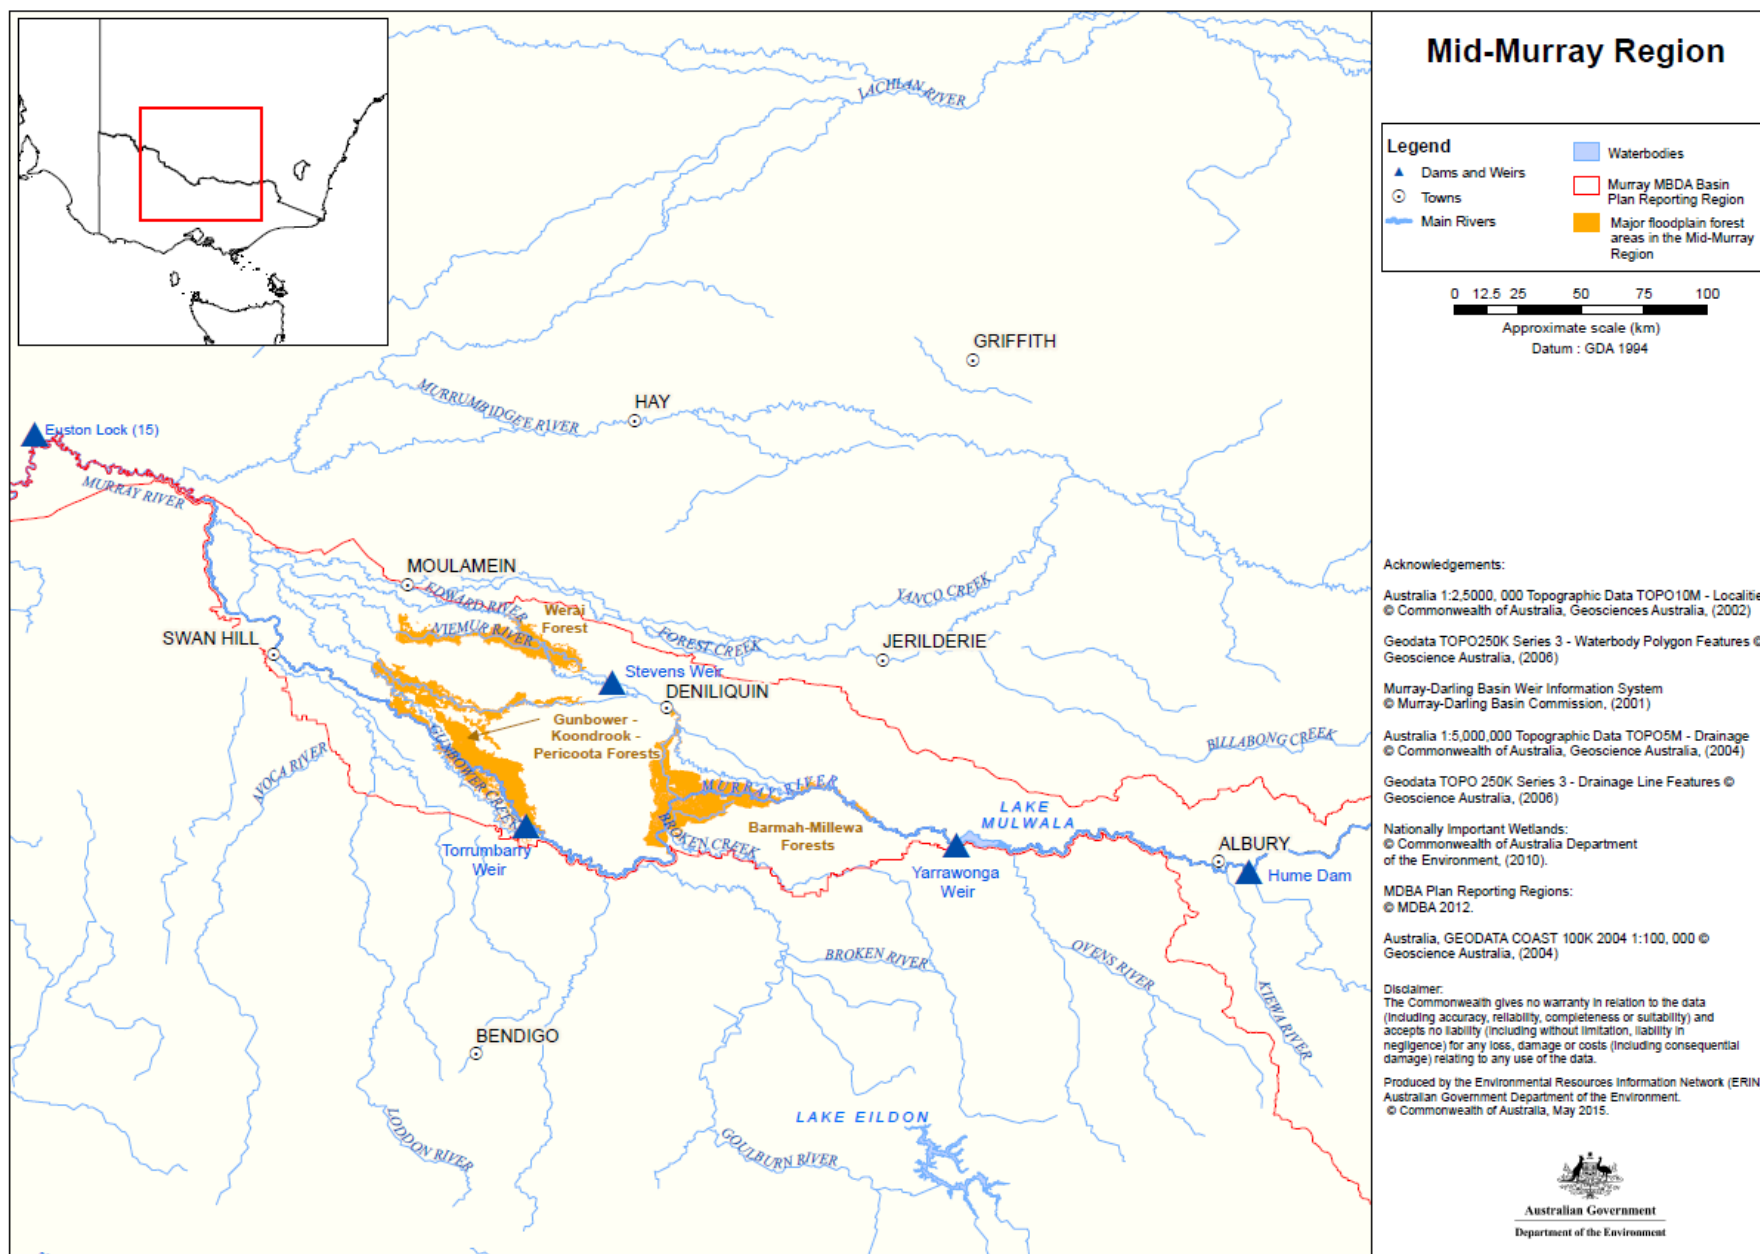 Mid-Murray Region
Legend
Dams and Weirs
Towns
Main Rivers
Waterbodies
Murray MBDA Basin
Plan Reporting Region
Major floodplain forest
areas in the Mid-Murray
Region
0 12.5 25 50 75 100
Approximate scale (km)
Datum : GDA 1994
LACHLAN RIVER
GRIFFITH
HAY
MURRUMBIDGEE RIVER
Euston Lock (15)
MURRAY RIVER
MOULAMEIN
EDWARD RIVER
Werai
Forest
NIEMUR RIVER
YANCO CREEK
FOREST CREEK
JERILDERIE
SWAN HILL
Stevens Weir
DENILIQUIN
Gunbower -
Koondrook -
Pericoota Forests
GUNBOWER CREEK
BILLABONG CREEK
AVOCA RIVER
MURRAY RIVER
LAKE
MULWALA
Barmah-Millewa
Forests
BROKEN CREEK
Torrumbarry
Weir
Yarrawonga
Weir
ALBURY
Hume Dam
BROKEN RIVER
OVENS RIVER
KIEWA RIVER
BENDIGO
LAKE EILDON
LODDON RIVER
GOULBURN RIVER
Acknowledgements:
Australia 1:2,5000, 000 Topographic Data TOPO10M - Localitie
© Commonwealth of Australia, Geosciences Australia, (2002)
Geodata TOPO250K Series 3 - Waterbody Polygon Features ©
Geoscience Australia, (2006)
Murray-Darling Basin Weir Information System
© Murray-Darling Basin Commission, (2001)
Australia 1:5,000,000 Topographic Data TOPO5M - Drainage
© Commonwealth of Australia, Geoscience Australia, (2004)
Geodata TOPO 250K Series 3 - Drainage Line Features ©
Geoscience Australia, (2006)
Nationally Important Wetlands:
© Commonwealth of Australia Department
of the Environment, (2010).
MDBA Plan Reporting Regions:
© MDBA 2012.
Australia, GEODATA COAST 100K 2004 1:100, 000 ©
Geoscience Australia, (2004)
Disclaimer:
The Commonwealth gives no warranty in relation to the data
(including accuracy, reliability, completeness or suitability) and
accepts no liability (including without limitation, liability in
negligence) for any loss, damage or costs (including consequential
damage) relating to any use of the data.
Produced by the Environmental Resources Information Network (ERIN
Australian Government Department of the Environment.
© Commonwealth of Australia, May 2015.
Australian Government
Department of the Environment